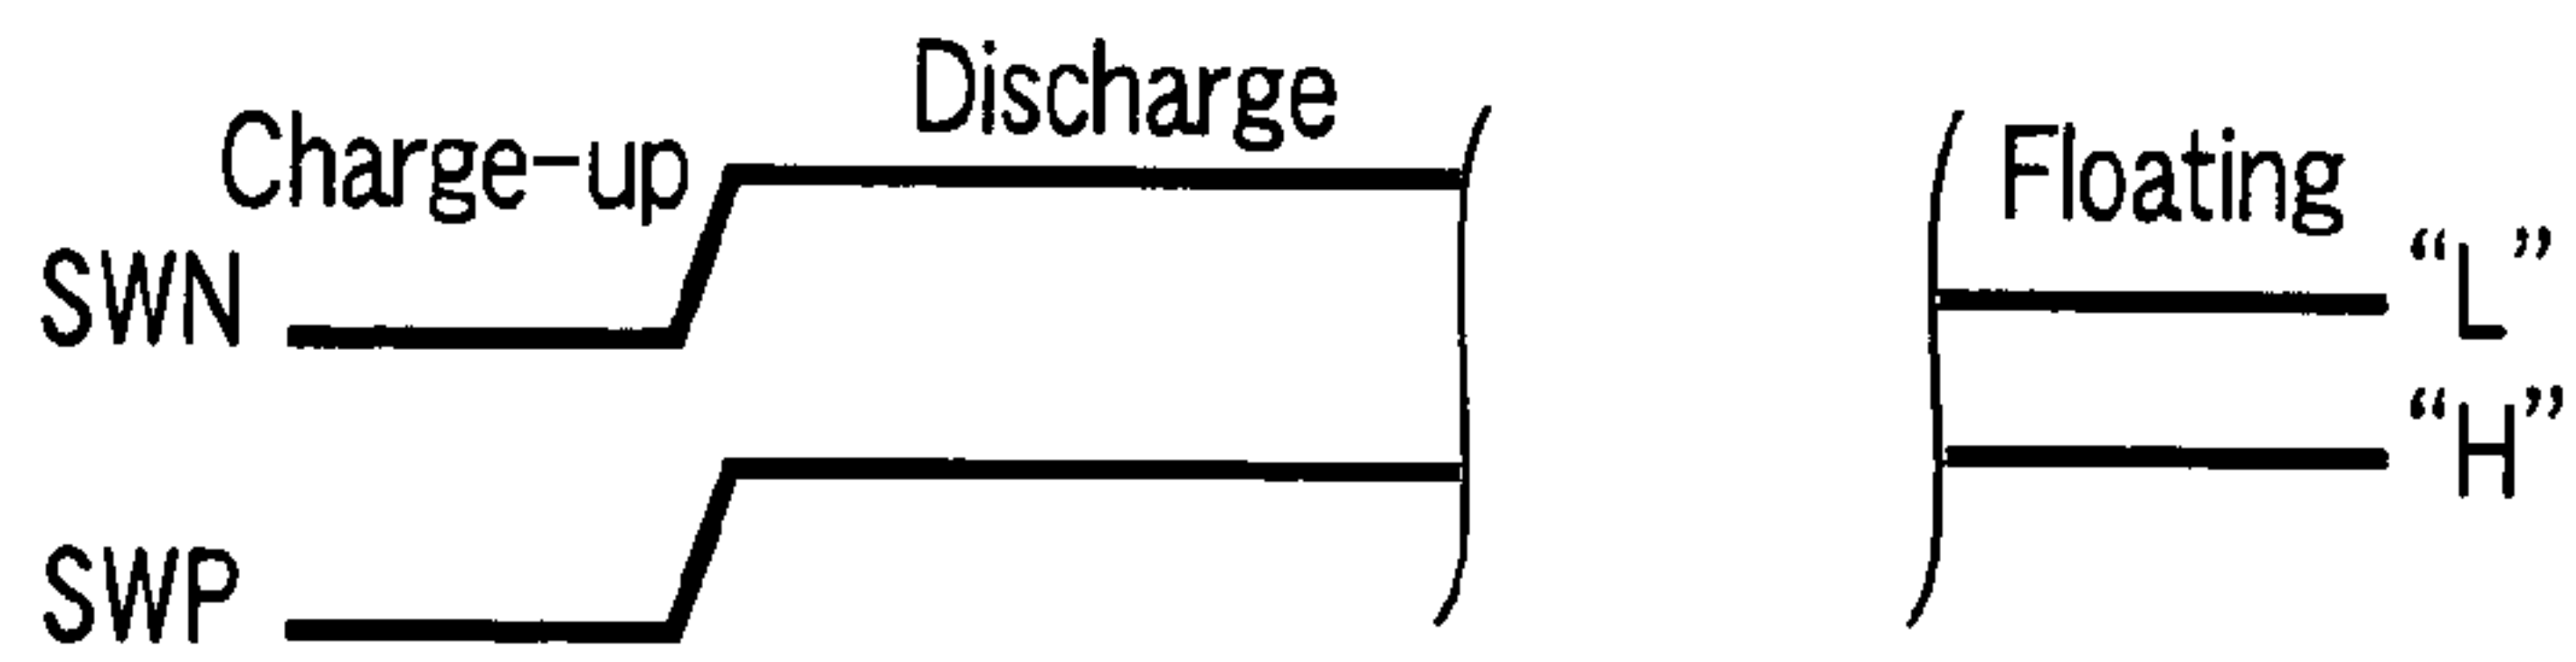 Discharge
Charge-up
Floating
SWN
“L”
“H”
SWP